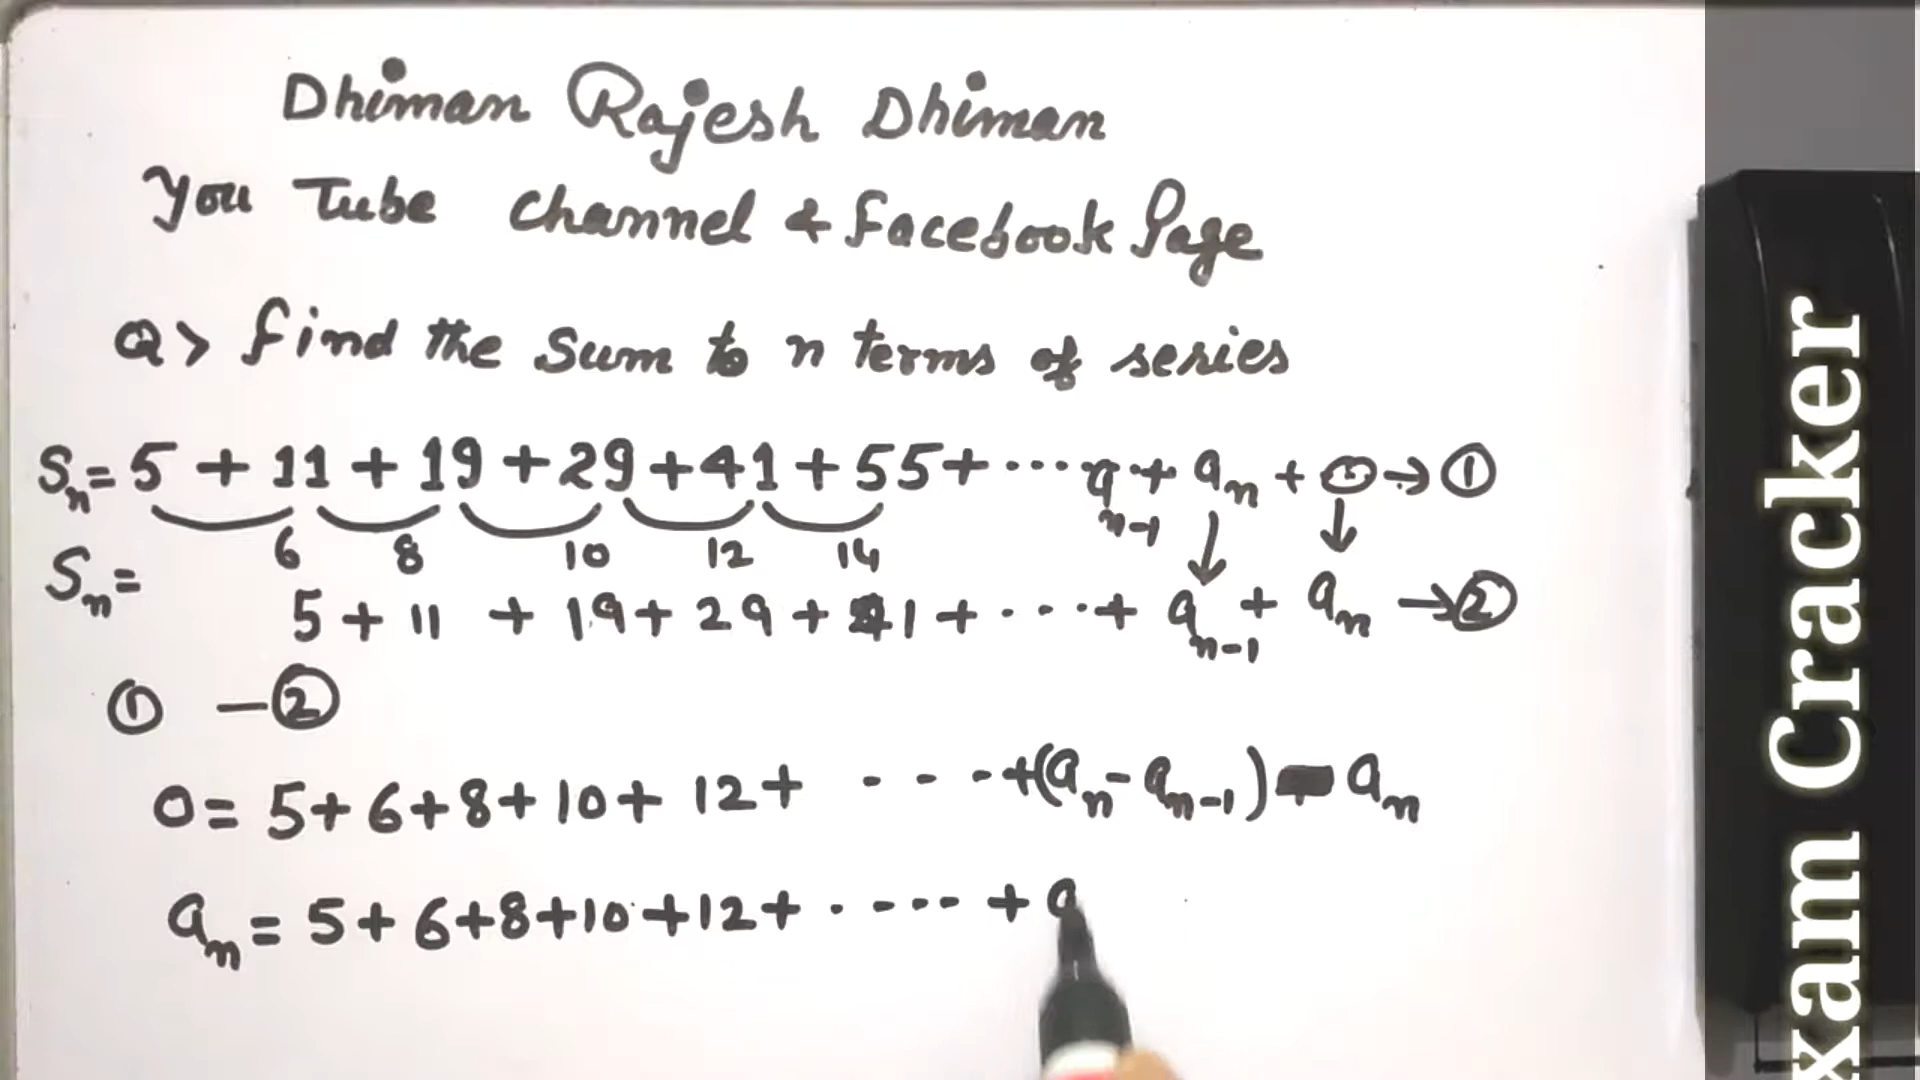 Dhiman Rajesh Dhiman
You Tube Channel & Facebook Page
Q> Find the Sum to n terms of series
Sₙ = 5 + 11 + 19 + 29 + 41 + 55 + ... aₙ₋₁ + aₙ + → ①
6 8 10 12 14
Sₙ =
5 + 11 + 19 + 29 + 41 + ... + aₙ₋₁ + aₙ → ②
① - ②
0 = 5 + 6 + 8 + 10 + 12 + - - - + (aₙ - aₙ₋₁) - aₙ
aₙ = 5 + 6 + 8 + 10 + 12 + ---- + a
xam Cracker